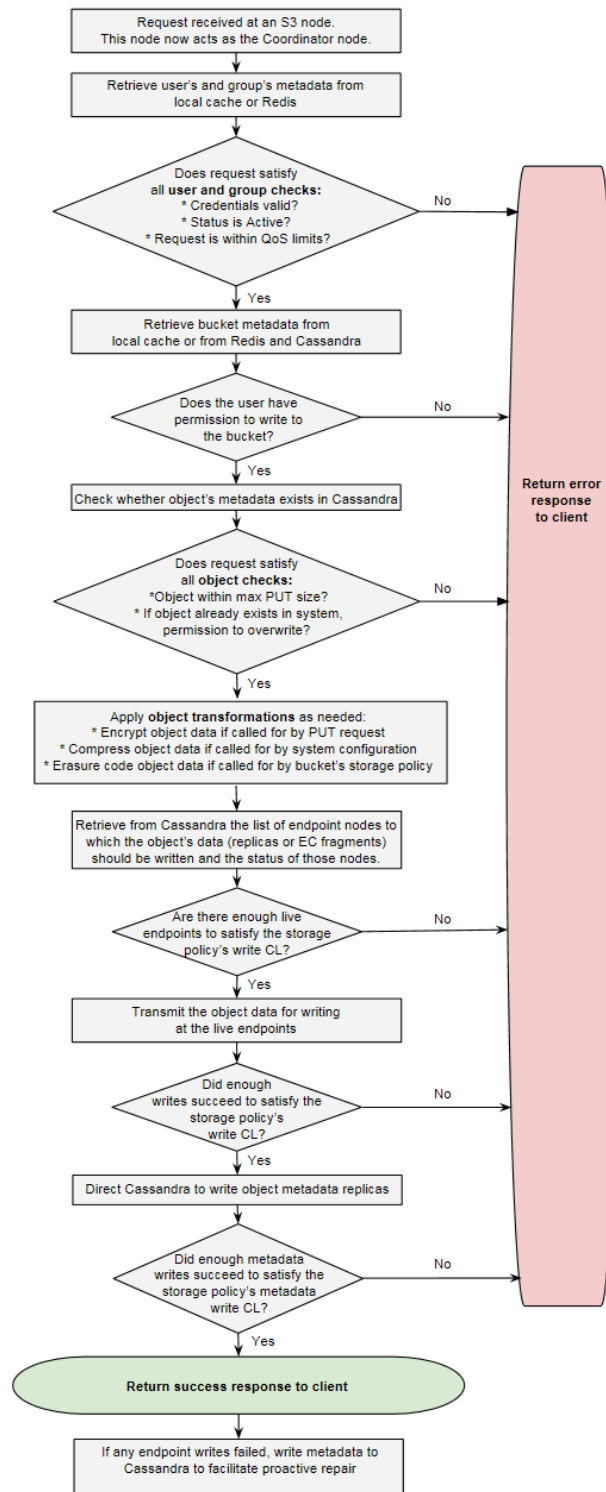 Request received at an S3 node.
This node now acts as the Coordinator node.
Retrieve user's and group's metadata from
local cache or Redis
Does request satisfy
all user and group checks:
* Credentials valid?
* Status is Active?
* Request is within QoS limits?
No
Yes
Retrieve bucket metadata from
local cache or from Redis and Cassandra
Does the user have
permission to write to
the bucket?
No
Yes
Check whether object's metadata exists in Cassandra
Return error
response
to client
Does request satisfy
all object checks:
*Object within max PUT size?
* If object already exists in system,
permission to overwrite?
No
Yes
Apply object transformations as needed:
* Encrypt object data if called for by PUT request
* Compress object data if called for by system configuration
* Erasure code object data if called for by bucket's storage policy
Retrieve from Cassandra the list of endpoint nodes to
which the object's data (replicas or EC fragments)
should be written and the status of those nodes.
Are there enough live
endpoints to satisfy the storage
policy's write CL?
No
Yes
Transmit the object data for writing
at the live endpoints
Did enough
writes succeed to satisfy the
storage policy's
write CL?
No
Yes
Direct Cassandra to write object metadata replicas
Did enough metadata
writes succeed to satisfy the
storage policy's metadata
write CL?
No
Yes
Return success response to client
If any endpoint writes failed, write metadata to
Cassandra to facilitate proactive repair